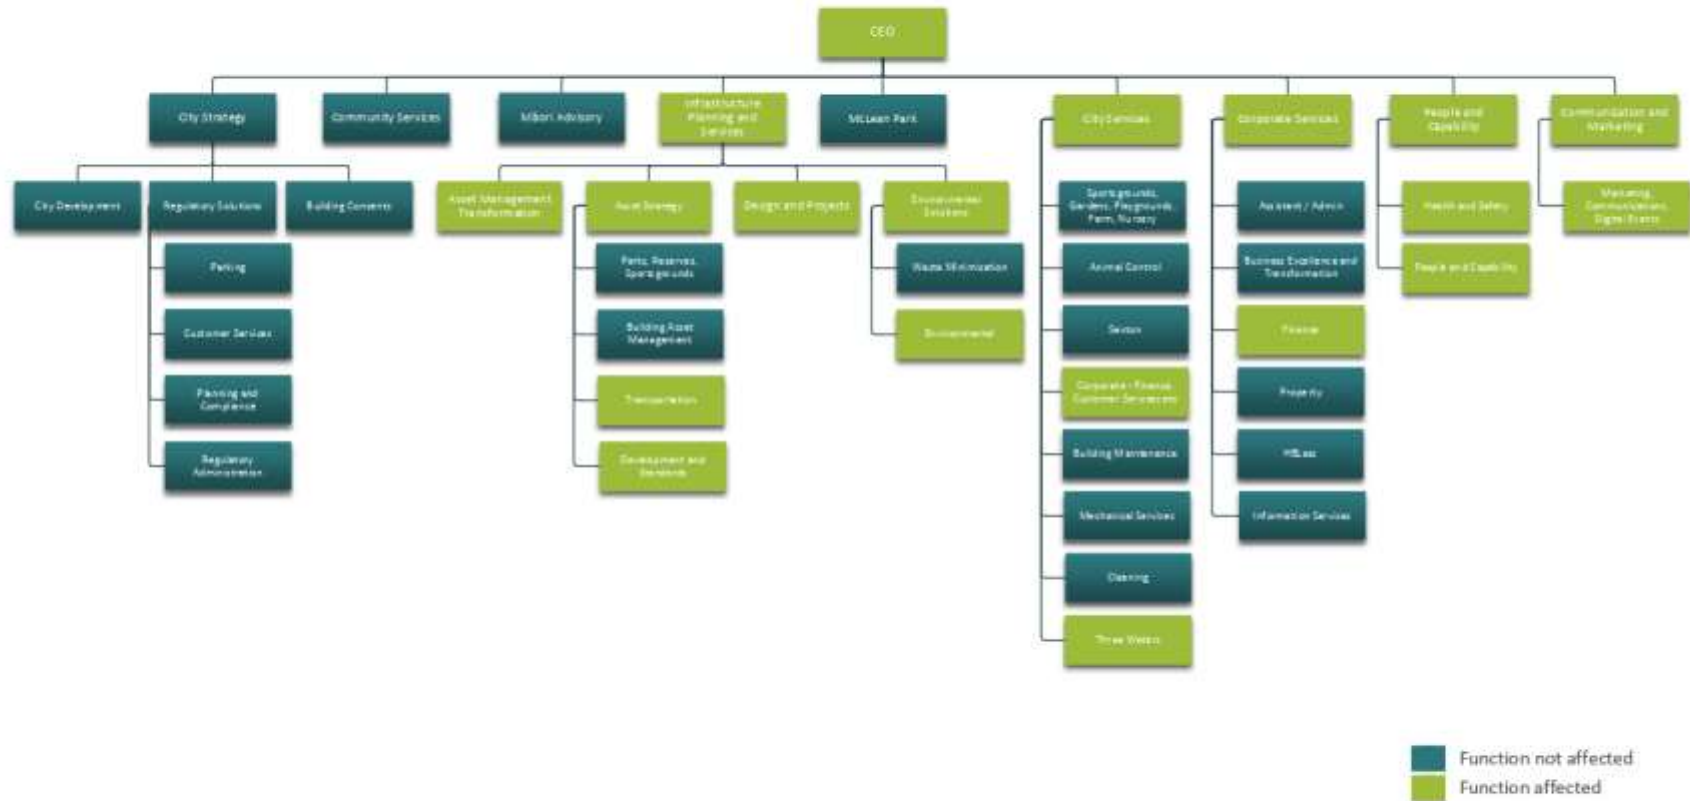 CEO
City Strategy
Community Services
Māori Advisory
Infrastructure
Planning and
Services
McLean Park
City Services
Corporate Services
People and
Capability
Communication and
Marketing
City Development
Regulatory Solutions
Building Consents
Asset Management
Transformation
Asset Strategy
Design and Projects
Environmental
Solutions
Sportsgrounds,
Gardens, Playgrounds,
Nursery
Assistant / Admin
Health and Safety
Marketing,
Communications,
Digital Events
Parking
Parks, Reserves,
Sportsgrounds
Waste Minimisation
Animal Control
Business Excellence and
Transformation
People and Capability
Customer Services
Building Asset
Management
Environmental
Sexton
Finance
Planning and
Compliance
Transportation
Corporate - Finance,
Customer Services
Property
Regulatory
Administration
Development and
Standards
Building Maintenance
Mechanical Services
Information Services
Cleaning
Three Waters
Function not affected
Function affected